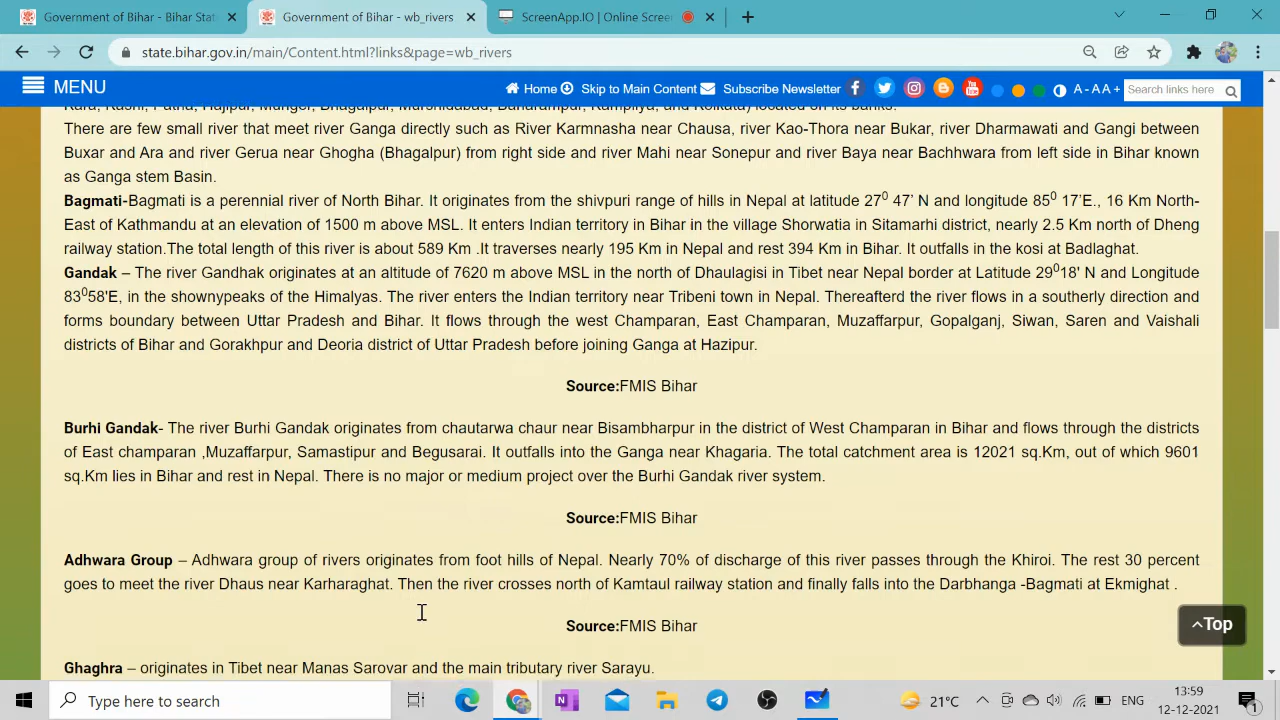 Government of Bihar - Bihar Stat
Government of Bihar - wb_rivers
ScreenApp.IO | Online Screen
state.bihar.gov.in/main/Content.html?links&page=wb_rivers
MENU
Home Skip to Main Content Subscribe Newsletter A - A A + Search links here
Kara, Kashi, Patna, Hajipur, Munger, Bhagalpur, Murshidabad, Baharampur, Kampilya, and Kolkata) located on its banks.
There are few small river that meet river Ganga directly such as River Karmnasha near Chausa, river Kao-Thora near Bukar, river Dharmawati and Gangi between
Buxar and Ara and river Gerua near Ghogha (Bhagalpur) from right side and river Mahi near Sonepur and river Baya near Bachhwara from left side in Bihar known
as Ganga stem Basin.
Bagmati-Bagmati is a perennial river of North Bihar. It originates from the shivpuri range of hills in Nepal at latitude 27⁰ 47’ N and longitude 85⁰ 17’E., 16 Km North-
East of Kathmandu at an elevation of 1500 m above MSL. It enters Indian territory in Bihar in the village Shorwatia in Sitamarhi district, nearly 2.5 Km north of Dheng
railway station.The total length of this river is about 589 Km .It traverses nearly 195 Km in Nepal and rest 394 Km in Bihar. It outfalls in the kosi at Badlaghat.
Gandak – The river Gandhak originates at an altitude of 7620 m above MSL in the north of Dhaulagisi in Tibet near Nepal border at Latitude 29⁰18' N and Longitude
83⁰58'E, in the shownypeaks of the Himalyas. The river enters the Indian territory near Tribeni town in Nepal. Thereafterd the river flows in a southerly direction and
forms boundary between Uttar Pradesh and Bihar. It flows through the west Champaran, East Champaran, Muzaffarpur, Gopalganj, Siwan, Saren and Vaishali
districts of Bihar and Gorakhpur and Deoria district of Uttar Pradesh before joining Ganga at Hazipur.
Source:FMIS Bihar
Burhi Gandak- The river Burhi Gandak originates from chautarwa chaur near Bisambharpur in the district of West Champaran in Bihar and flows through the districts
of East champaran ,Muzaffarpur, Samastipur and Begusarai. It outfalls into the Ganga near Khagaria. The total catchment area is 12021 sq.Km, out of which 9601
sq.Km lies in Bihar and rest in Nepal. There is no major or medium project over the Burhi Gandak river system.
Source:FMIS Bihar
Adhwara Group – Adhwara group of rivers originates from foot hills of Nepal. Nearly 70% of discharge of this river passes through the Khiroi. The rest 30 percent
goes to meet the river Dhaus near Karharaghat. Then the river crosses north of Kamtaul railway station and finally falls into the Darbhanga -Bagmati at Ekmighat .
Source:FMIS Bihar
Top
Ghaghra – originates in Tibet near Manas Sarovar and the main tributary river Sarayu.
Type here to search
21°C
ENG
13:59
12-12-2021
1